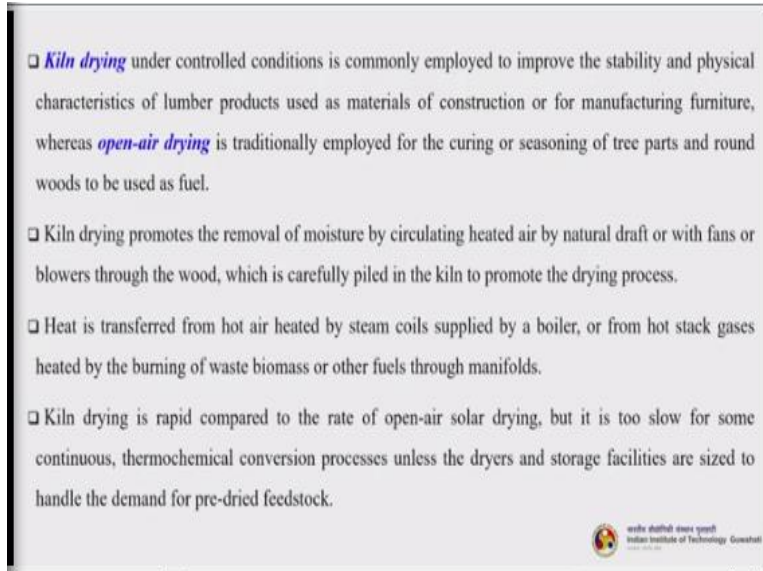 ❑ Kiln drying under controlled conditions is commonly employed to improve the stability and physical
characteristics of lumber products used as materials of construction or for manufacturing furniture,
whereas open-air drying is traditionally employed for the curing or seasoning of tree parts and round
woods to be used as fuel.
❑ Kiln drying promotes the removal of moisture by circulating heated air by natural draft or with fans or
blowers through the wood, which is carefully piled in the kiln to promote the drying process.
❑ Heat is transferred from hot air heated by steam coils supplied by a boiler, or from hot stack gases
heated by the burning of waste biomass or other fuels through manifolds.
❑ Kiln drying is rapid compared to the rate of open-air solar drying, but it is too slow for some
continuous, thermochemical conversion processes unless the dryers and storage facilities are sized to
handle the demand for pre-dried feedstock.
Indian Institute of Technology Guwahati